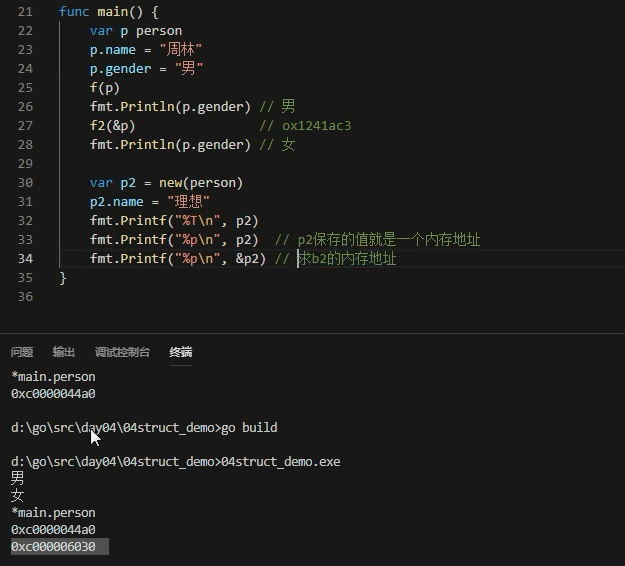 21 func main() {
22 var p person
23 p.name = "周林"
24 p.gender = "男"
25 f(p)
26 fmt.Println(p.gender) // 男
27 f2(&p) // ox1241ac3
28 fmt.Println(p.gender) // 女
29
30 var p2 = new(person)
31 p2.name = "理想"
32 fmt.Printf("%T\n", p2)
33 fmt.Printf("%p\n", p2) // p2保存的值就是一个内存地址
34 fmt.Printf("%p\n", &p2) // 求b2的内存地址
35 }
36
问题 输出 调试控制台 终端
*main.person
0xc0000044a0
d:\go\src\day04\04struct_demo>go build
d:\go\src\day04\04struct_demo>04struct_demo.exe
男
女
*main.person
0xc0000044a0
0xc000006030